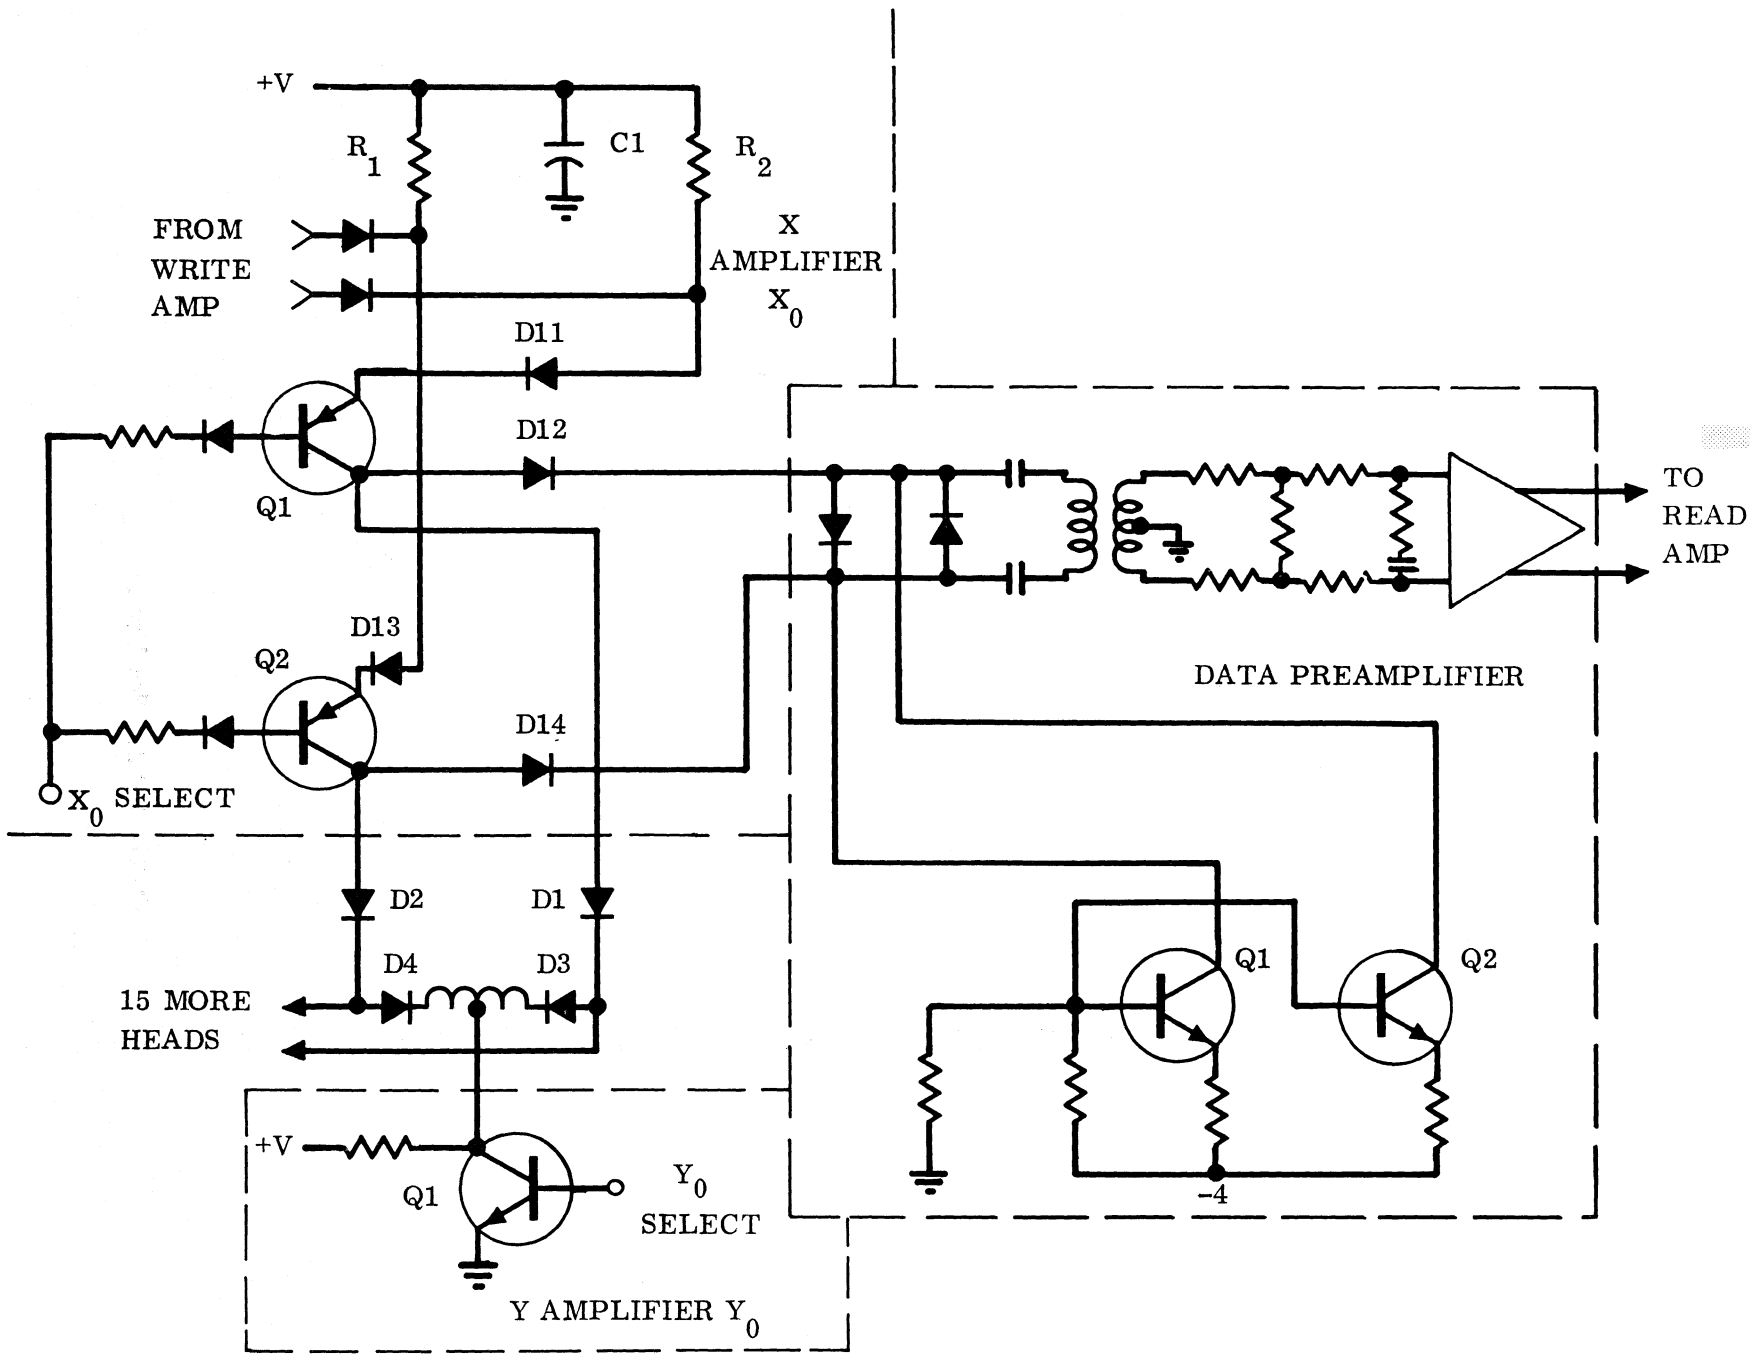 +V
R1
C1
R2
FROM
WRITE
AMP
X
AMPLIFIER
X0
D11
D12
Q1
TO
READ
AMP
D13
Q2
D14
DATA PREAMPLIFIER
X0 SELECT
D2
D1
D4
D3
Q1
Q2
15 MORE
HEADS
+V
Q1
Y0
SELECT
-4
Y AMPLIFIER Y0